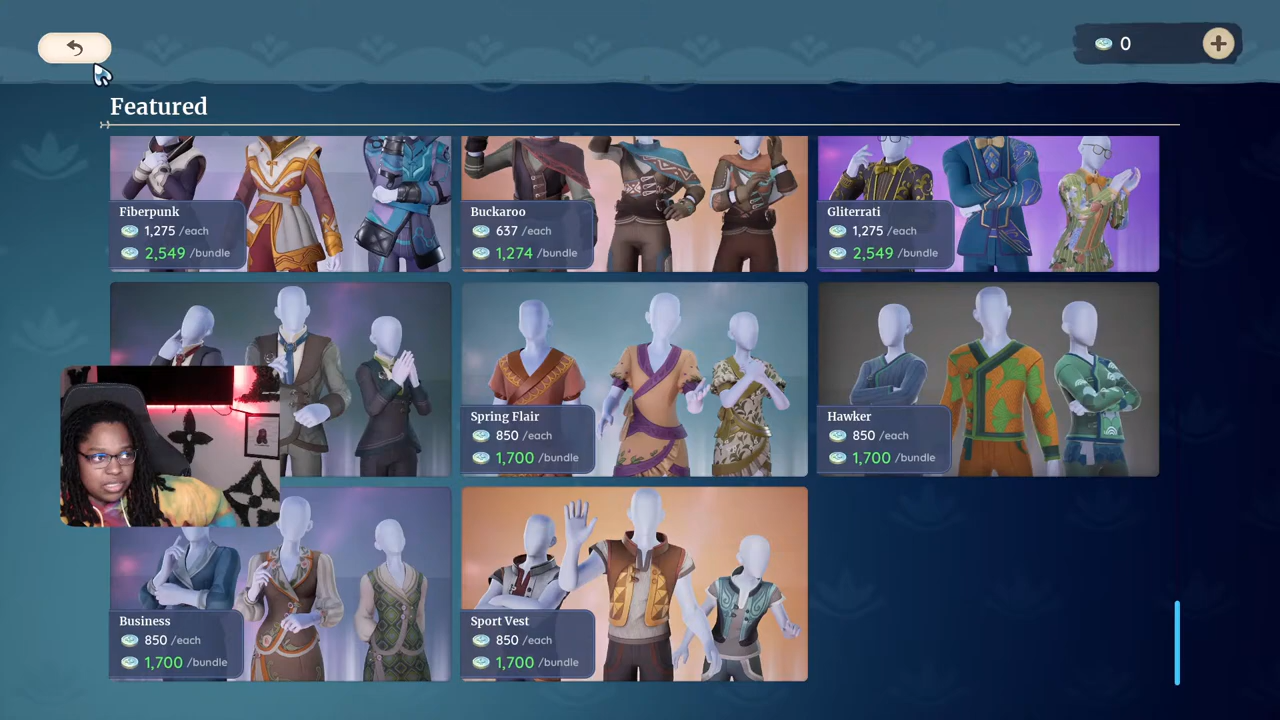 0
Featured
Fiberpunk
1,275 /each
2,549 /bundle
Buckaroo
637 /each
1,274 /bundle
Gliterrati
1,275 /each
2,549 /bundle
Spring Flair
850 /each
1,700 /bundle
Hawker
850 /each
1,700 /bundle
Business
850 /each
1,700 /bundle
Sport Vest
850 /each
1,700 /bundle